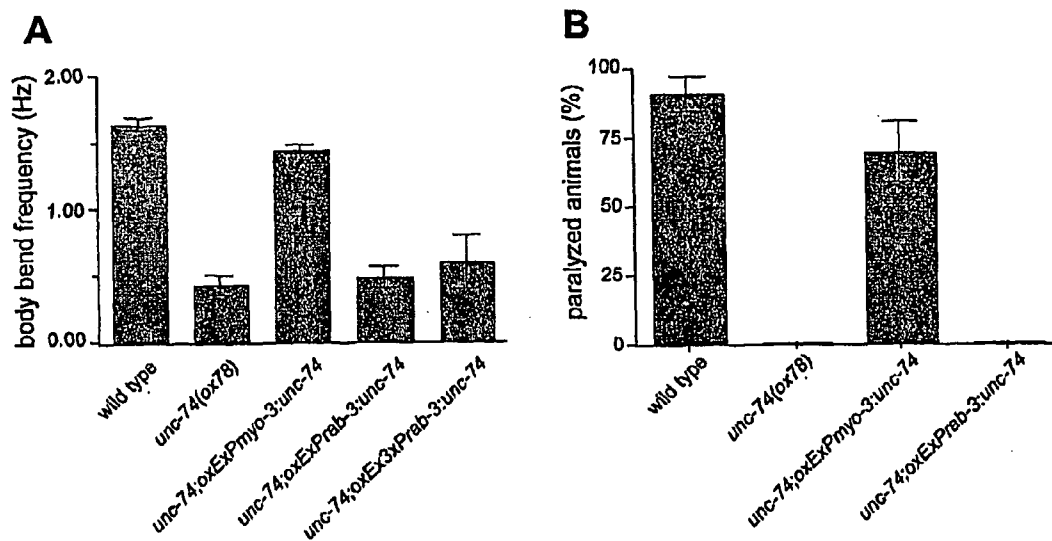 A
body bend frequency (Hz)
2.00
1.00
0.00
wild type
unc-74(ox78)
unc-74;oxExPmyo-3:unc-74
unc-74;oxExPrab-3:unc-74
unc-74;oxEx3xPrab-3:unc-74
B
paralyzed animals (%)
100
75
50
25
0
wild type
unc-74(ox78)
unc-74;oxExPmyo-3:unc-74
unc-74;oxExPrab-3:unc-74